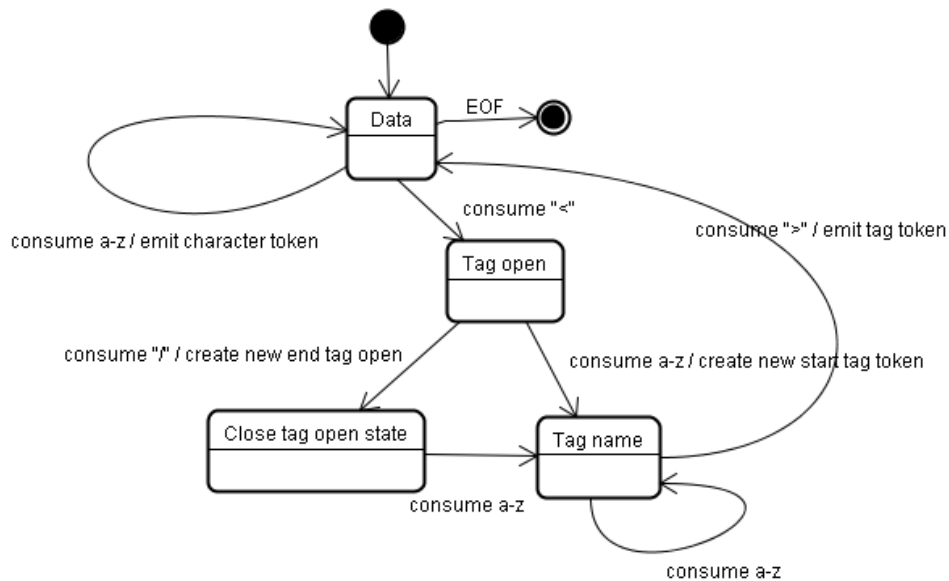 EOF
Data
consume "<"
consume a-z / emit character token
consume ">" / emit tag token
Tag open
consume "/" / create new end tag open
consume a-z / create new start tag token
Close tag open state
Tag name
consume a-z
consume a-z